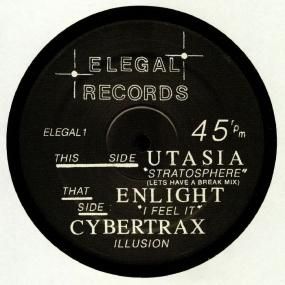 ELEGAL
RECORDS
ELEGAL1
45 rpm
THIS SIDE UTASIA
"STRATOSPHERE"
(LETS HAVE A BREAK MIX)
THAT ENLIGHT
SIDE: "I FEEL IT"
CYBERTRAX
ILLUSION